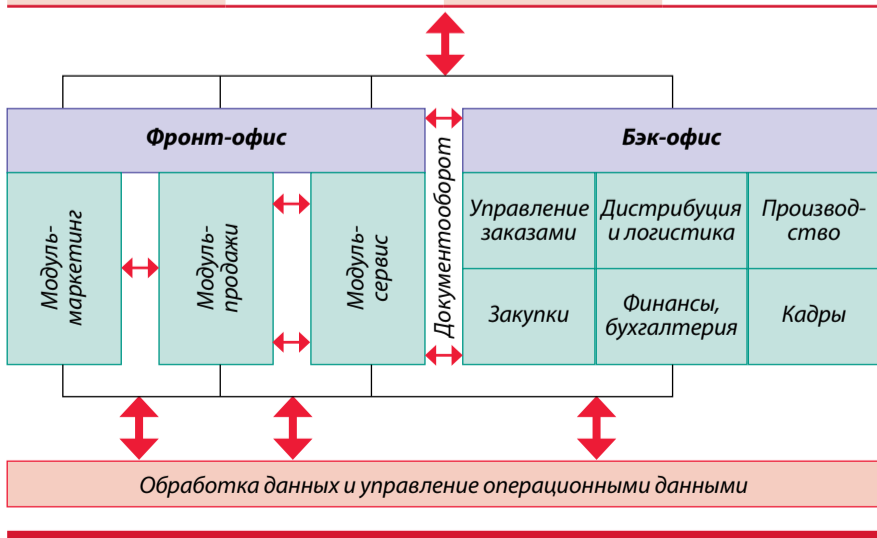 Фронт-офис
Бэк-офис
Модуль-
маркетинг
Модуль-
продажи
Модуль-
сервис
Документооборот
Управление
заказами
Дистрибуция
и логистика
Производ-
ство
Закупки
Финансы,
бухгалтерия
Кадры
Обработка данных и управление операционными данными